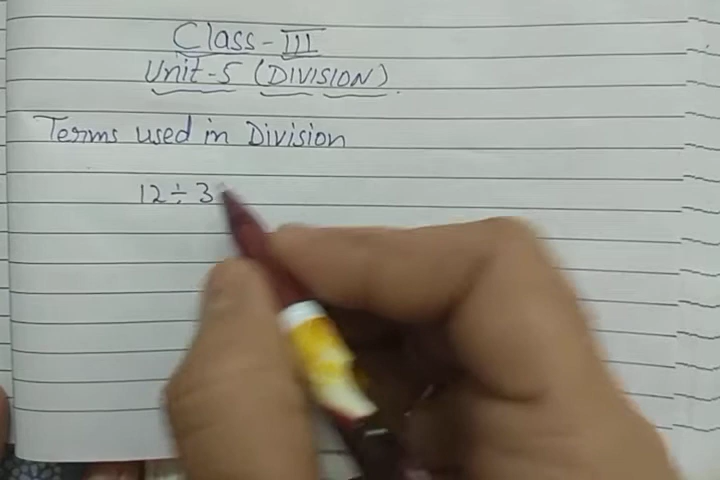 Class - III
Unit - 5 (DIVISION).
Terms used in Division
12 ÷ 3